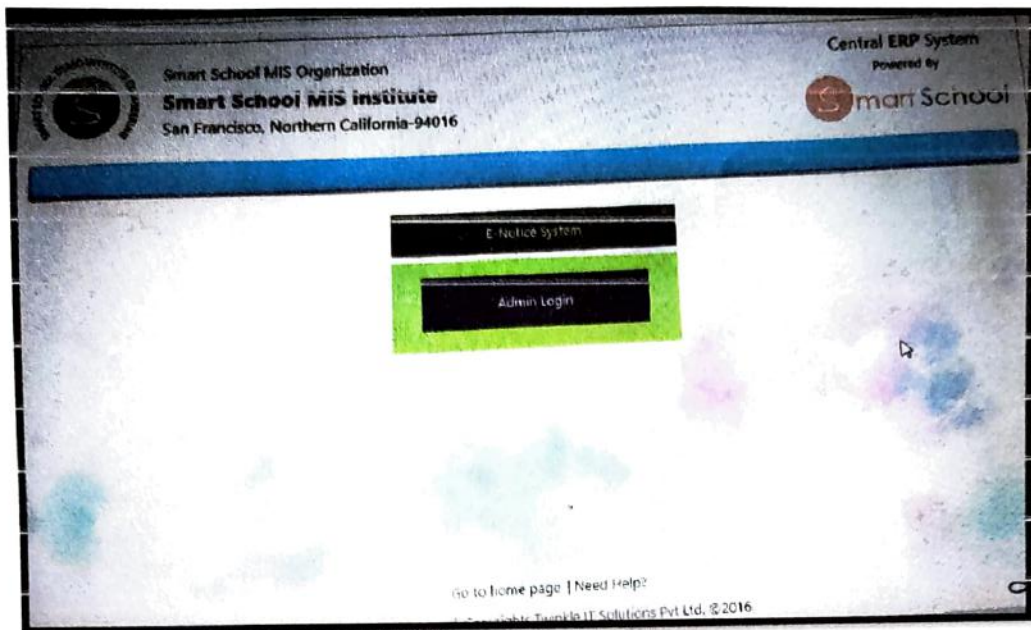 Smart School MIS Organization
Smart School MIS institute
San Francisco, Northern California-94016
Central ERP System
Powered By
Smart School
E-Notice System
Admin Login
Go to home page | Need Help?
Twinkle IT Solutions Pvt Ltd. © 2016